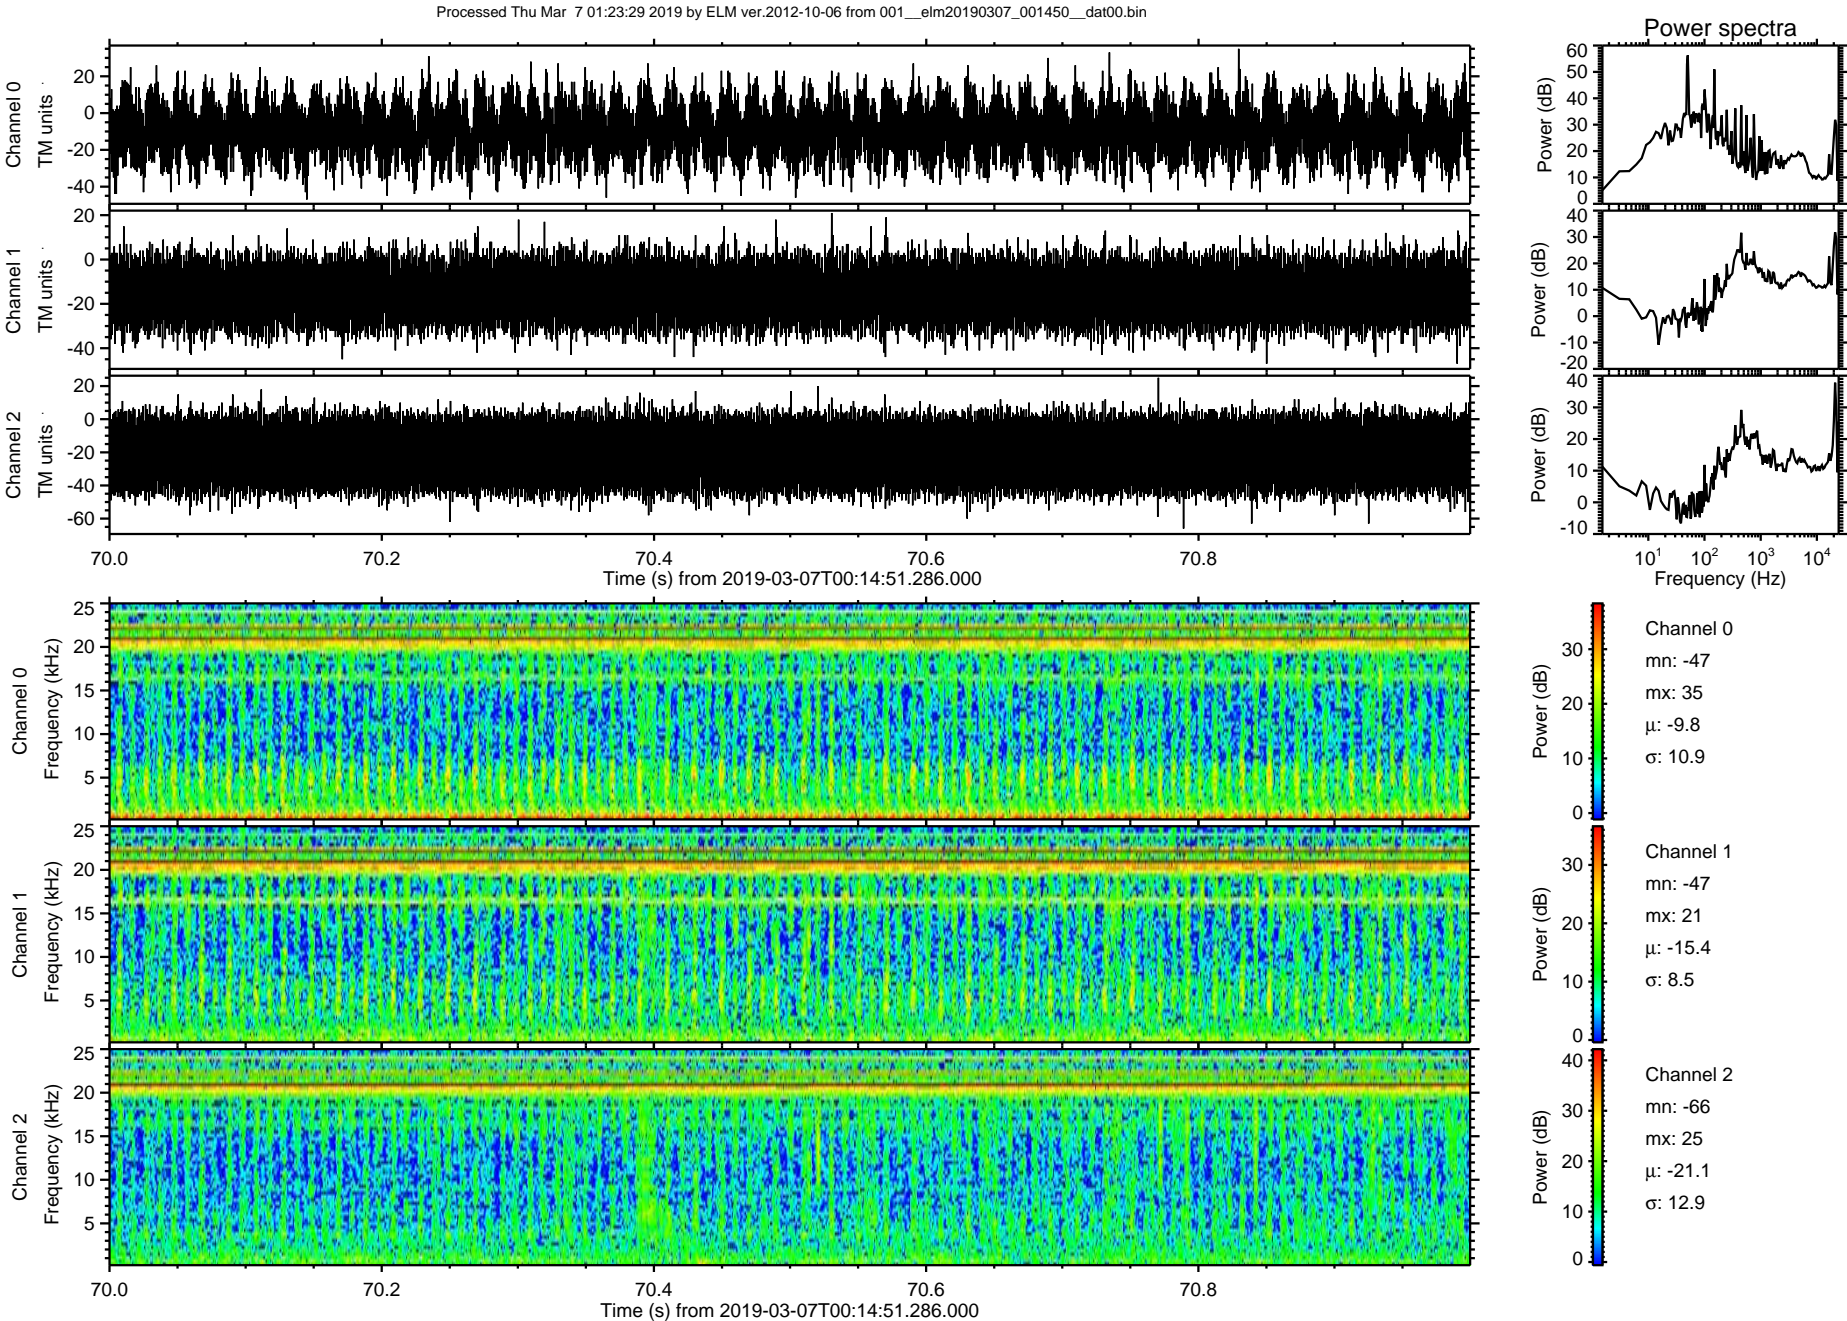 Processed Thu Mar  7 01:23:29 2019 by ELM ver.2012-10-06 from 001__elm20190307_001450__dat00.bin
Power spectra
Channel 0
TM units
20
0
-20
-40
Power (dB)
60
50
40
30
20
10
0
Channel 1
TM units
20
0
-20
-40
Power (dB)
40
30
20
10
0
-10
-20
Channel 2
TM units
20
0
-20
-40
-60
Power (dB)
40
30
20
10
0
-10
70.0 70.2 70.4 70.6 70.8
Time (s) from 2019-03-07T00:14:51.286.000
10¹ 10² 10³ 10⁴
Frequency (Hz)
Channel 0
Frequency (kHz)
25
20
15
10
5
Power (dB)
30
20
10
0
Channel 0
mn: -47
mx: 35
μ: -9.8
σ: 10.9
Channel 1
Frequency (kHz)
25
20
15
10
5
Power (dB)
30
20
10
0
Channel 1
mn: -47
mx: 21
μ: -15.4
σ: 8.5
Channel 2
Frequency (kHz)
25
20
15
10
5
Power (dB)
40
30
20
10
0
Channel 2
mn: -66
mx: 25
μ: -21.1
σ: 12.9
70.0 70.2 70.4 70.6 70.8
Time (s) from 2019-03-07T00:14:51.286.000